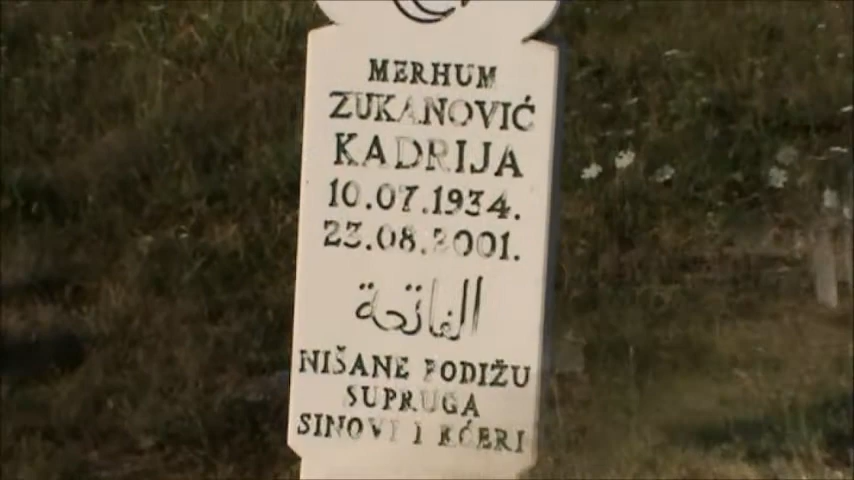 MERHUM
ZUKANOVIĆ
KADRIJA
10.07.1934.
23.08.2001.
الفاتحة
NIŠANE PODIŽU
SUPRUGA
SINOVI I KĆERI